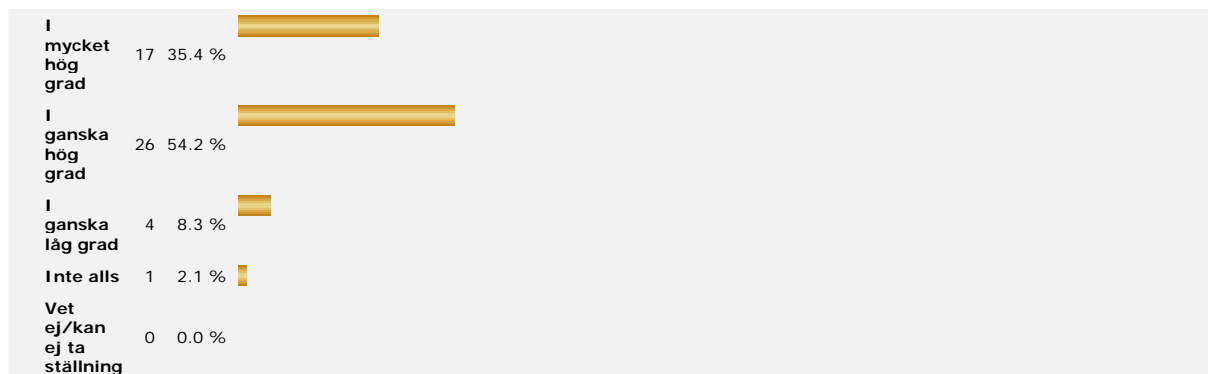 I
mycket
hög
grad
17 35.4 %
I
ganska
hög
grad
26 54.2 %
I
ganska
låg grad
4 8.3 %
Inte alls 1 2.1 %
Vet
ej/kan
ej ta
ställning
0 0.0 %